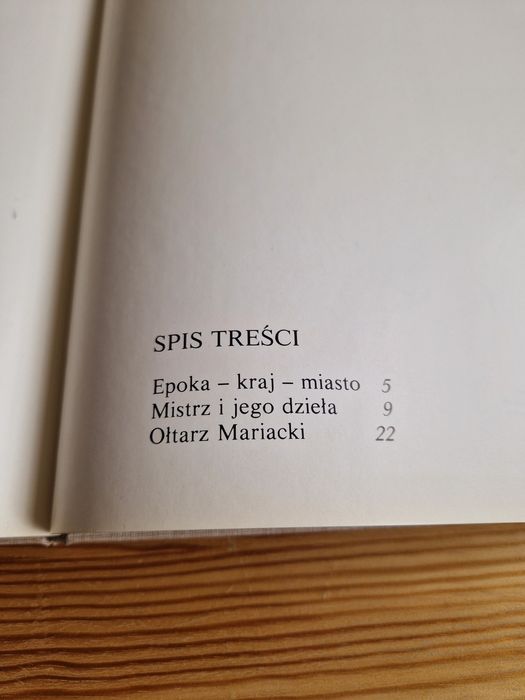 SPIS TREŚCI
Epoka – kraj – miasto 5
Mistrz i jego dzieła 9
Ołtarz Mariacki 22